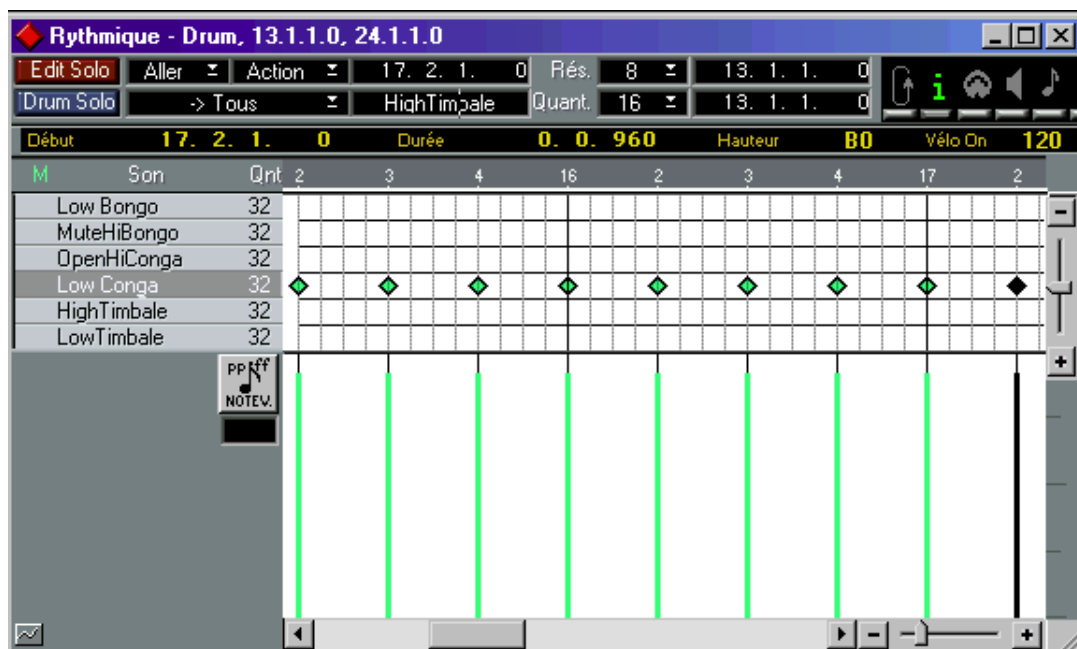 Rythmique - Drum, 13.1.1.0, 24.1.1.0
Edit Solo Aller Action 17. 2. 1. 0 Rés. 8 13. 1. 1. 0
Drum Solo -> Tous HighTimbale Quant. 16 13. 1. 1. 0
Début 17. 2. 1. 0 Durée 0. 0. 960 Hauteur B0 Vélo On 120
M Son Qnt 2 3 4 16 2 3 4 17 2
Low Bongo 32
MuteHiBongo 32
OpenHiConga 32
Low Conga 32
HighTimbale 32
LowTimbale 32
PP ff
NOTEV.